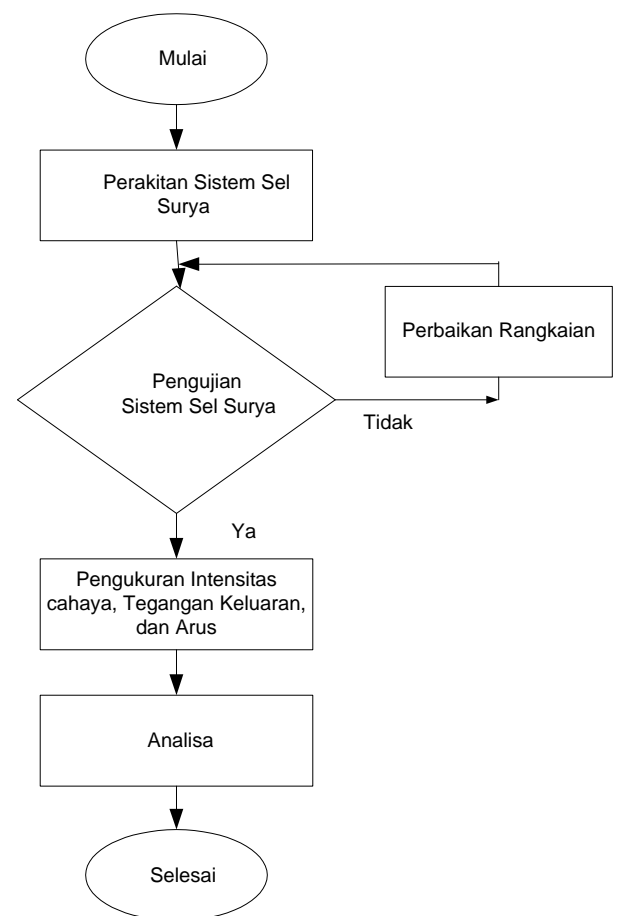 Mulai
Perakitan Sistem Sel
Surya
Perbaikan Rangkaian
Pengujian
Sistem Sel Surya
Tidak
Ya
Pengukuran Intensitas
cahaya, Tegangan Keluaran,
dan Arus
Analisa
Selesai